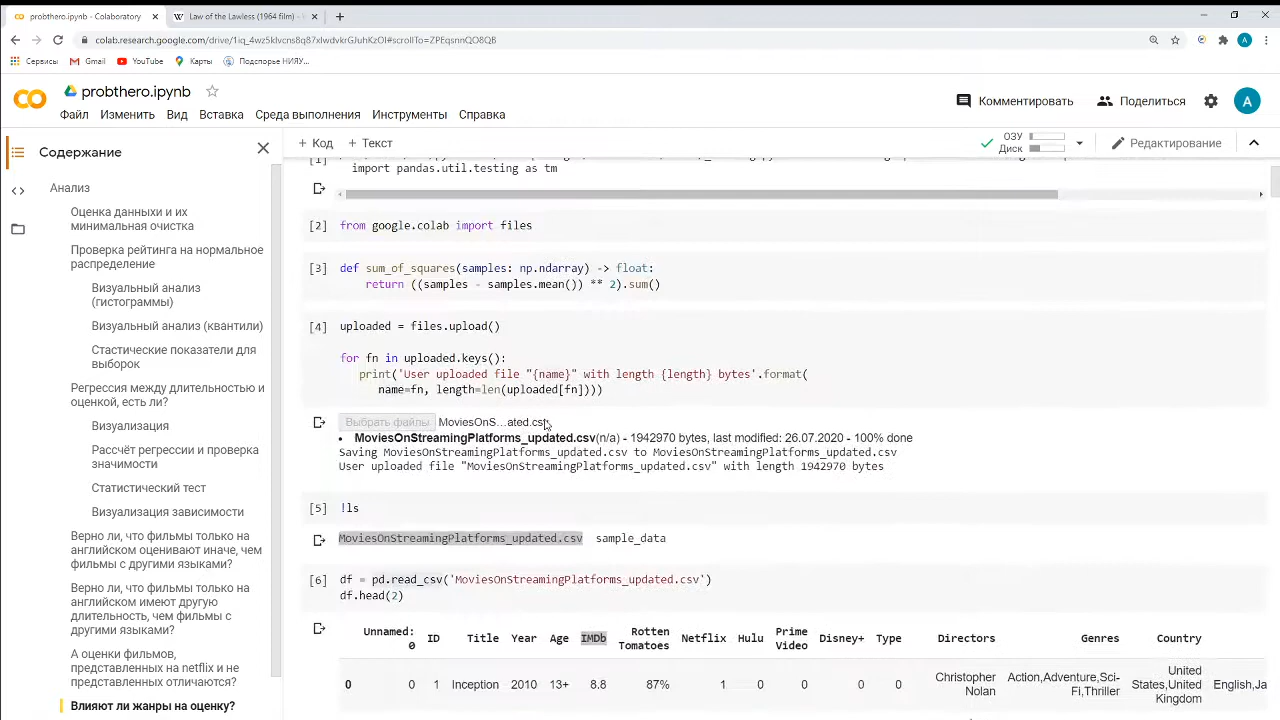 probthero.ipynb - Colaboratory
Law of the Lawless (1964 film) -
colab.research.google.com/drive/1iq_4wz5klvcns8q87xlwdvkrGJuhKzOl#scrollTo=ZPEqsnnQO8QB
Сервисы Gmail YouTube Карты Подспорье НИЯУ...
probthero.ipynb
Файл Изменить Вид Вставка Среда выполнения Инструменты Справка
Комментировать Поделиться A
Содержание
+ Код + Текст
ОЗУ
Диск
Редактирование
Анализ
Оценка данныхи и их
минимальная очистка
Проверка рейтинга на нормальное
распределение
Визуальный анализ
(гистограммы)
Визуальный анализ (квантили)
Стастические показатели для
выборок
Регрессия между длительностью и
оценкой, есть ли?
Визуализация
Рассчёт регрессии и проверка
значимости
Статистический тест
Визуализация зависимости
Верно ли, что фильмы только на
английском оценивают иначе, чем
фильмы с другими языками?
Верно ли, что фильмы только на
английском имеют другую
длительность, чем фильмы с
другими языками?
А оценки фильмов,
представленных на netflix и не
представленных отличаются?
Влияют ли жанры на оценку?
[1]
import pandas.util.testing as tm
[2] from google.colab import files
[3] def sum_of_squares(samples: np.ndarray) -> float:
return ((samples - samples.mean()) ** 2).sum()
[4] uploaded = files.upload()
for fn in uploaded.keys():
print('User uploaded file "{name}" with length {length} bytes'.format(
name=fn, length=len(uploaded[fn])))
Выбрать файлы MoviesOnS...ated.csv
• MoviesOnStreamingPlatforms_updated.csv(n/a) - 1942970 bytes, last modified: 26.07.2020 - 100% done
Saving MoviesOnStreamingPlatforms_updated.csv to MoviesOnStreamingPlatforms_updated.csv
User uploaded file "MoviesOnStreamingPlatforms_updated.csv" with length 1942970 bytes
[5] !ls
MoviesOnStreamingPlatforms_updated.csv sample_data
[6] df = pd.read_csv('MoviesOnStreamingPlatforms_updated.csv')
df.head(2)
Unnamed: 0 ID Title Year Age IMDb Rotten Tomatoes Netflix Hulu Prime Video Disney+ Type Directors Genres Country
0 0 1 Inception 2010 13+ 8.8 87% 1 0 0 0 0 Christopher Nolan Action,Adventure,Sci-Fi,Thriller United States,United Kingdom English,Ja